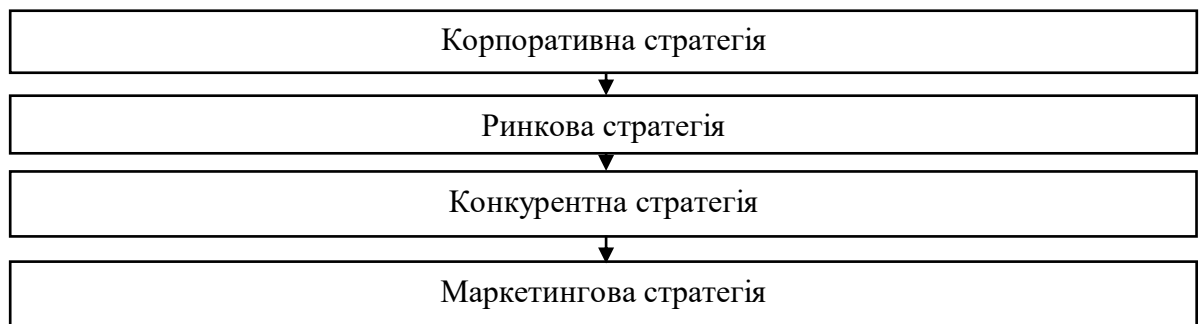 Корпоративна стратегія
Ринкова стратегія
Конкурентна стратегія
Маркетингова стратегія